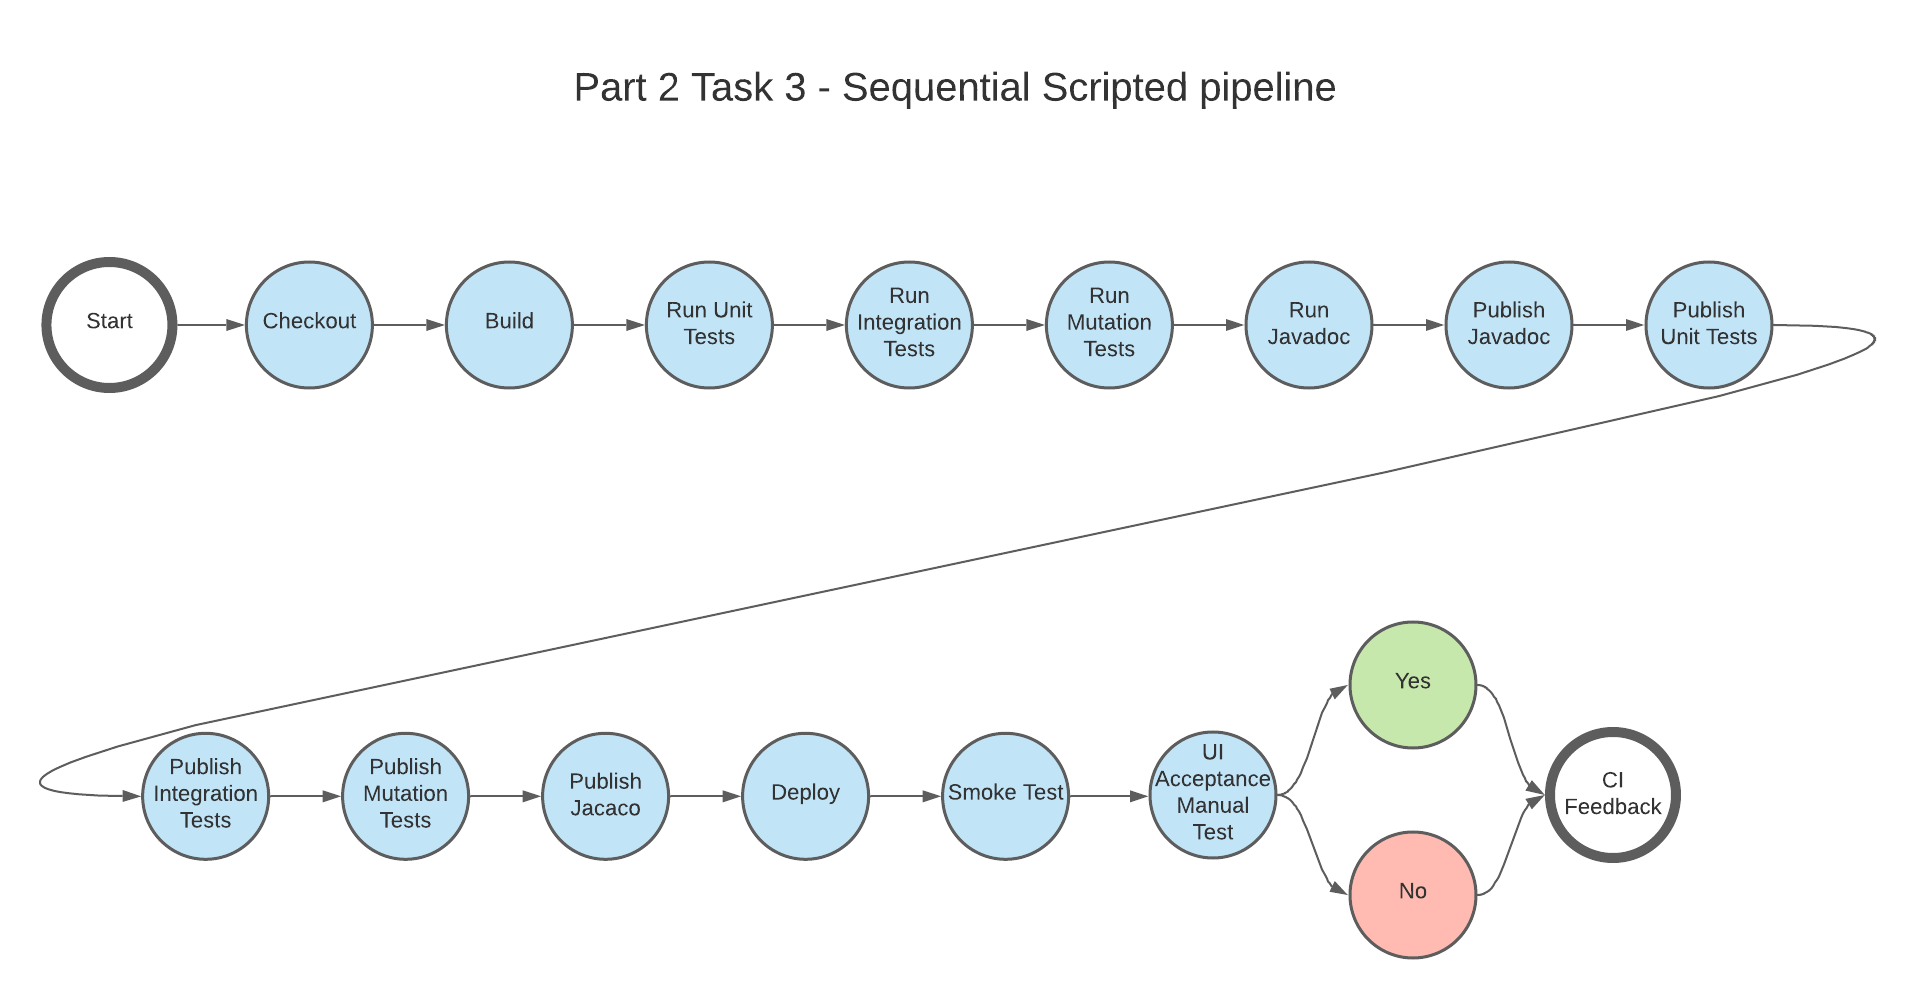 Part 2 Task 3 - Sequential Scripted pipeline
Start
Checkout
Build
Run Unit
Tests
Run
Integration
Tests
Run
Mutation
Tests
Run
Javadoc
Publish
Javadoc
Publish
Unit Tests
Publish
Integration
Tests
Publish
Mutation
Tests
Publish
Jacaco
Deploy
Smoke Test
UI
Acceptance
Manual
Test
Yes
No
CI
Feedback